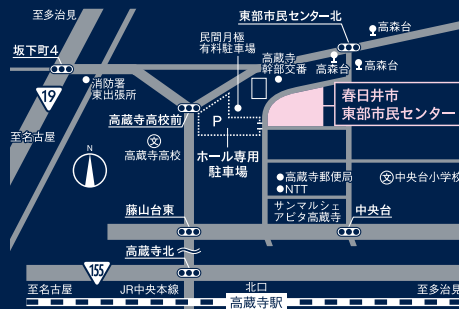 至多治見
東部市民センター北
高森台
坂下町4
民間月極
有料駐車場
高蔵寺
幹部交番
高森台
高森台
消防署
東出張所
19
春日井市
東部市民センター
高蔵寺高校前
P
至名古屋
文
高蔵寺高校
ホール専用
駐車場
N
高蔵寺郵便局
NTT
文
中央台小学校
サンマルシェ
アピタ高蔵寺
藤山台東
中央台
高蔵寺北
155
至名古屋
JR中央本線
北口
至多治見
高蔵寺駅